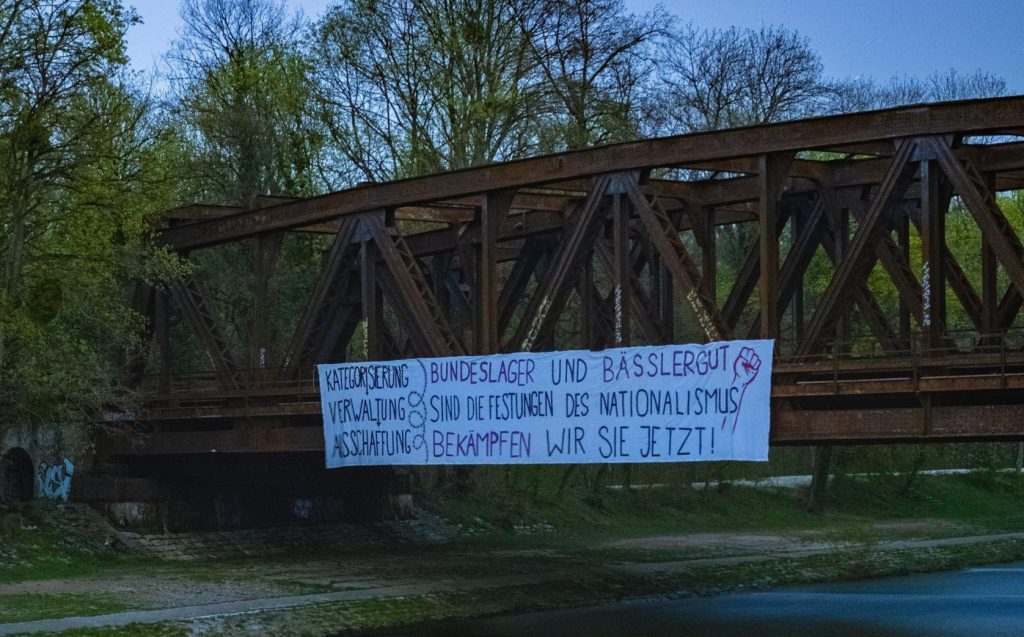 KATEGORISIERUNG
VERWALTUNG
AUSSCHAFFUNG
BUNDESLAGER UND BÄSSLERGUT
SIND DIE FESTUNGEN DES NATIONALISMUS
BEKÄMPFEN WIR SIE JETZT!